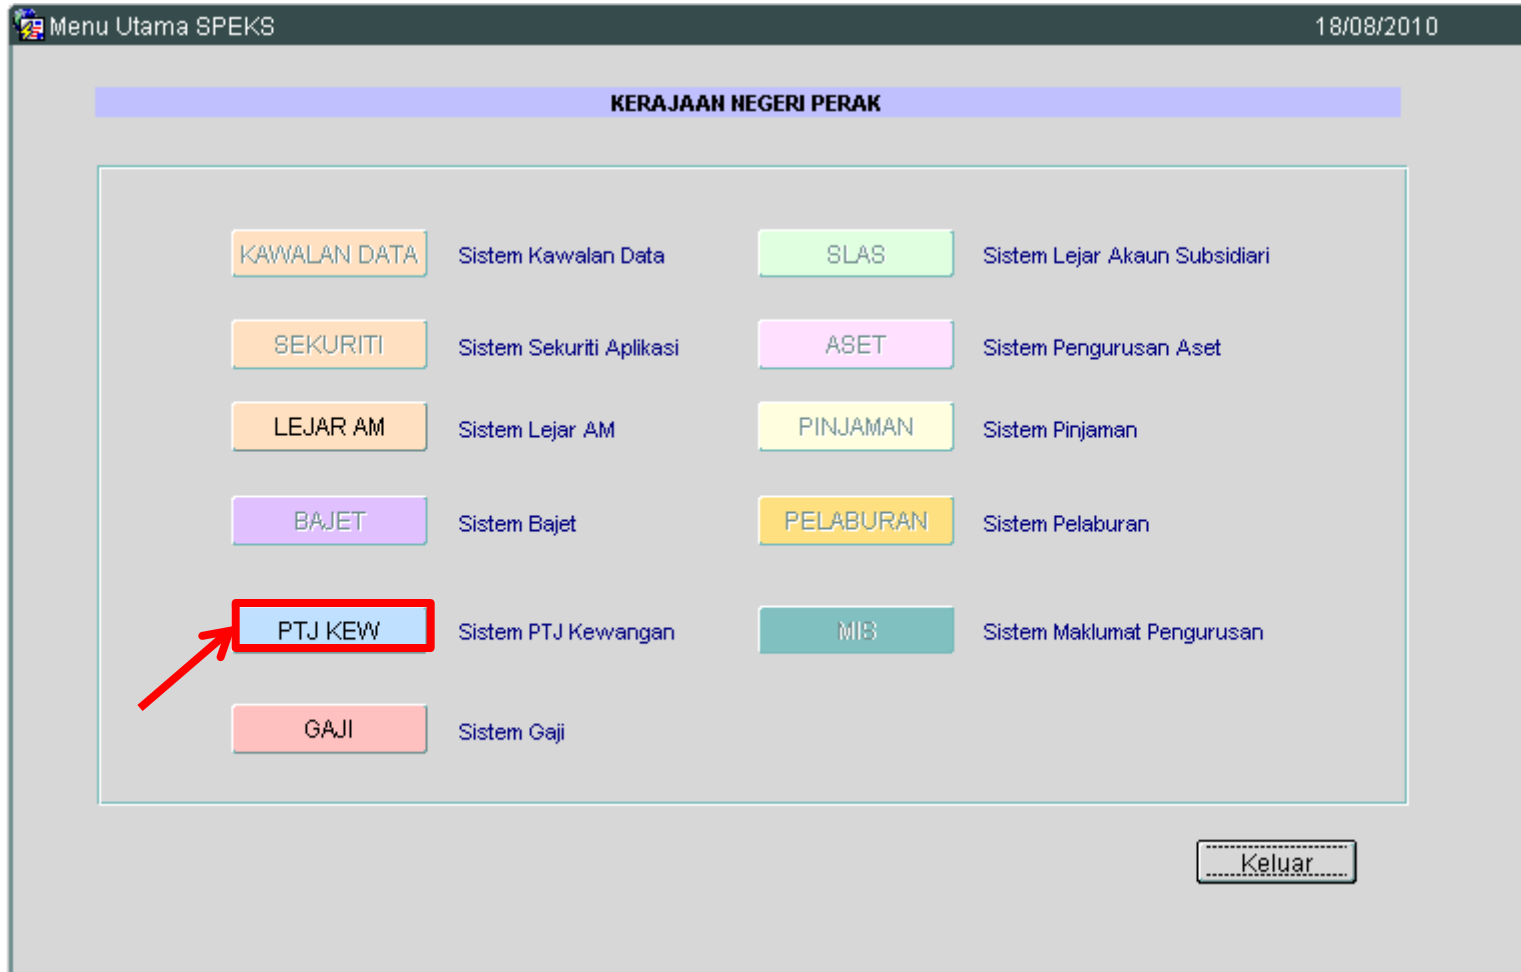 Menu Utama SPEKS 18/08/2010
KERAJAAN NEGERI PERAK
KAWALAN DATA Sistem Kawalan Data SLAS Sistem Lejar Akaun Subsidiari
SEKURITI Sistem Sekuriti Aplikasi ASET Sistem Pengurusan Aset
LEJAR AM Sistem Lejar AM PINJAMAN Sistem Pinjaman
BAJET Sistem Bajet PELABURAN Sistem Pelaburan
PTJ KEW Sistem PTJ Kewangan MIS Sistem Maklumat Pengurusan
GAJI Sistem Gaji
Keluar